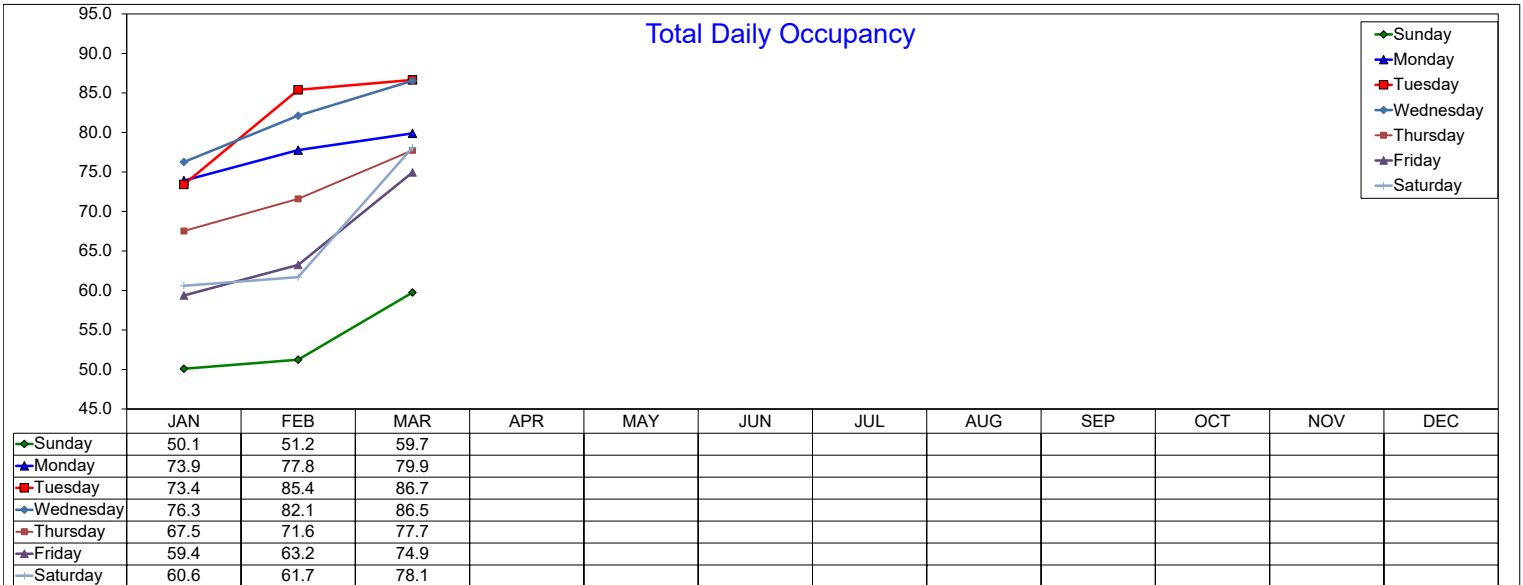 Total Daily Occupancy
95.0
90.0
85.0
80.0
75.0
70.0
65.0
60.0
55.0
50.0
45.0
Sunday
Monday
Tuesday
Wednesday
Thursday
Friday
Saturday
JAN FEB MAR APR MAY JUN JUL AUG SEP OCT NOV DEC
Sunday 50.1 51.2 59.7
Monday 73.9 77.8 79.9
Tuesday 73.4 85.4 86.7
Wednesday 76.3 82.1 86.5
Thursday 67.5 71.6 77.7
Friday 59.4 63.2 74.9
Saturday 60.6 61.7 78.1